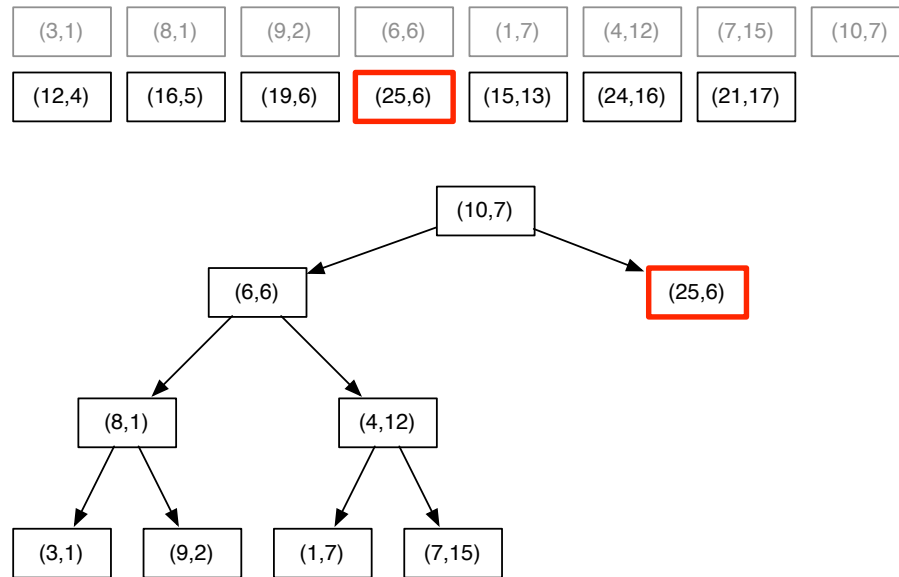 (3,1) (8,1) (9,2) (6,6) (1,7) (4,12) (7,15) (10,7)
(12,4) (16,5) (19,6) (25,6) (15,13) (24,16) (21,17)
(10,7)
(6,6) (25,6)
(8,1) (4,12)
(3,1) (9,2) (1,7) (7,15)